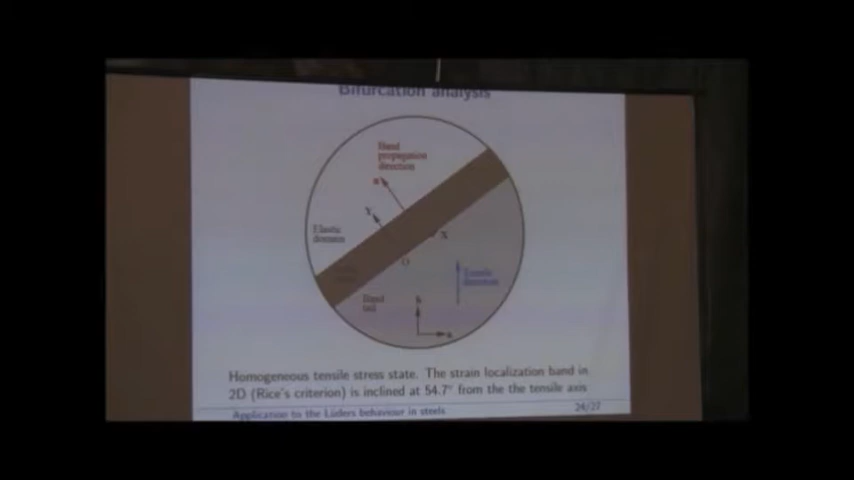 Bifurcation analysis
Band
propagation
direction
n
Y
Elastic
domain
X
O
Band
tail
Tensile
direction
Homogeneous tensile stress state. The strain localization band in
2D (Rice's criterion) is inclined at 54.7° from the the tensile axis
Application to the Lüders behaviour in steels
24/27